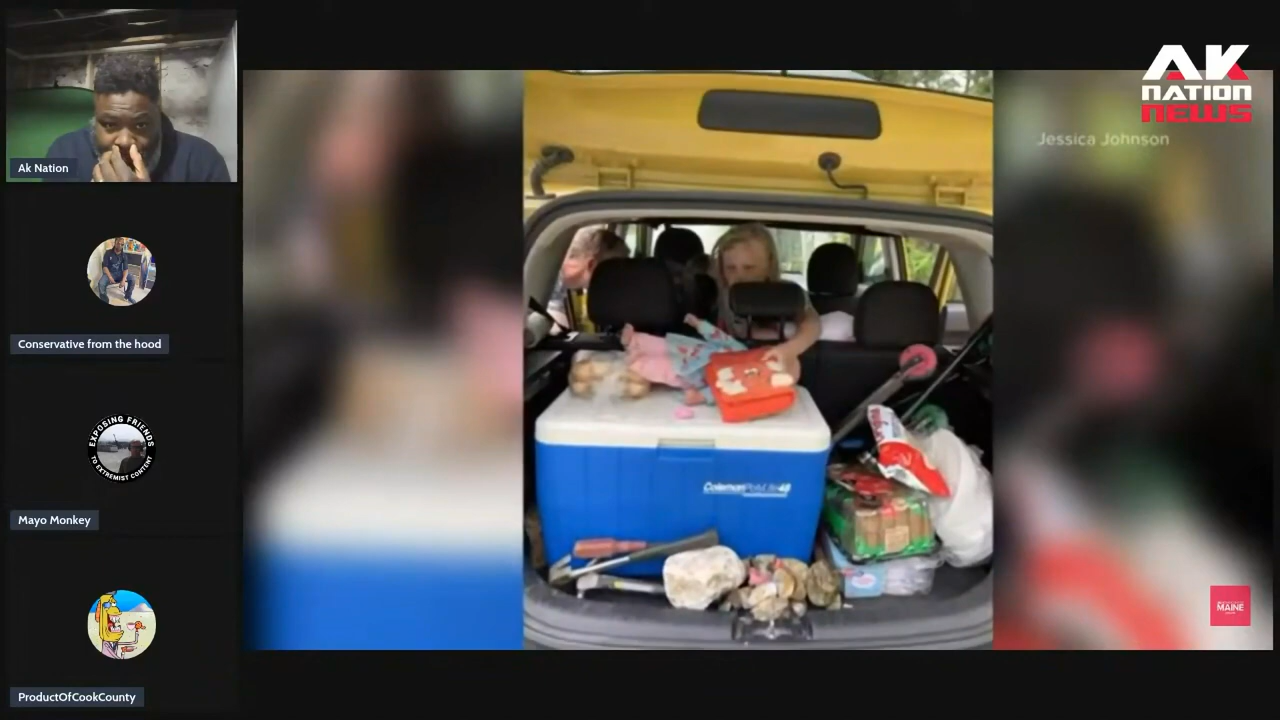 Ak Nation
Conservative from the hood
EXPOSING FRIENDS
TO EXTREMIST CONTENT
Mayo Monkey
ProductOfCookCounty
AK
NATION
NEWS
Jessica Johnson
Coleman
48
MAINE